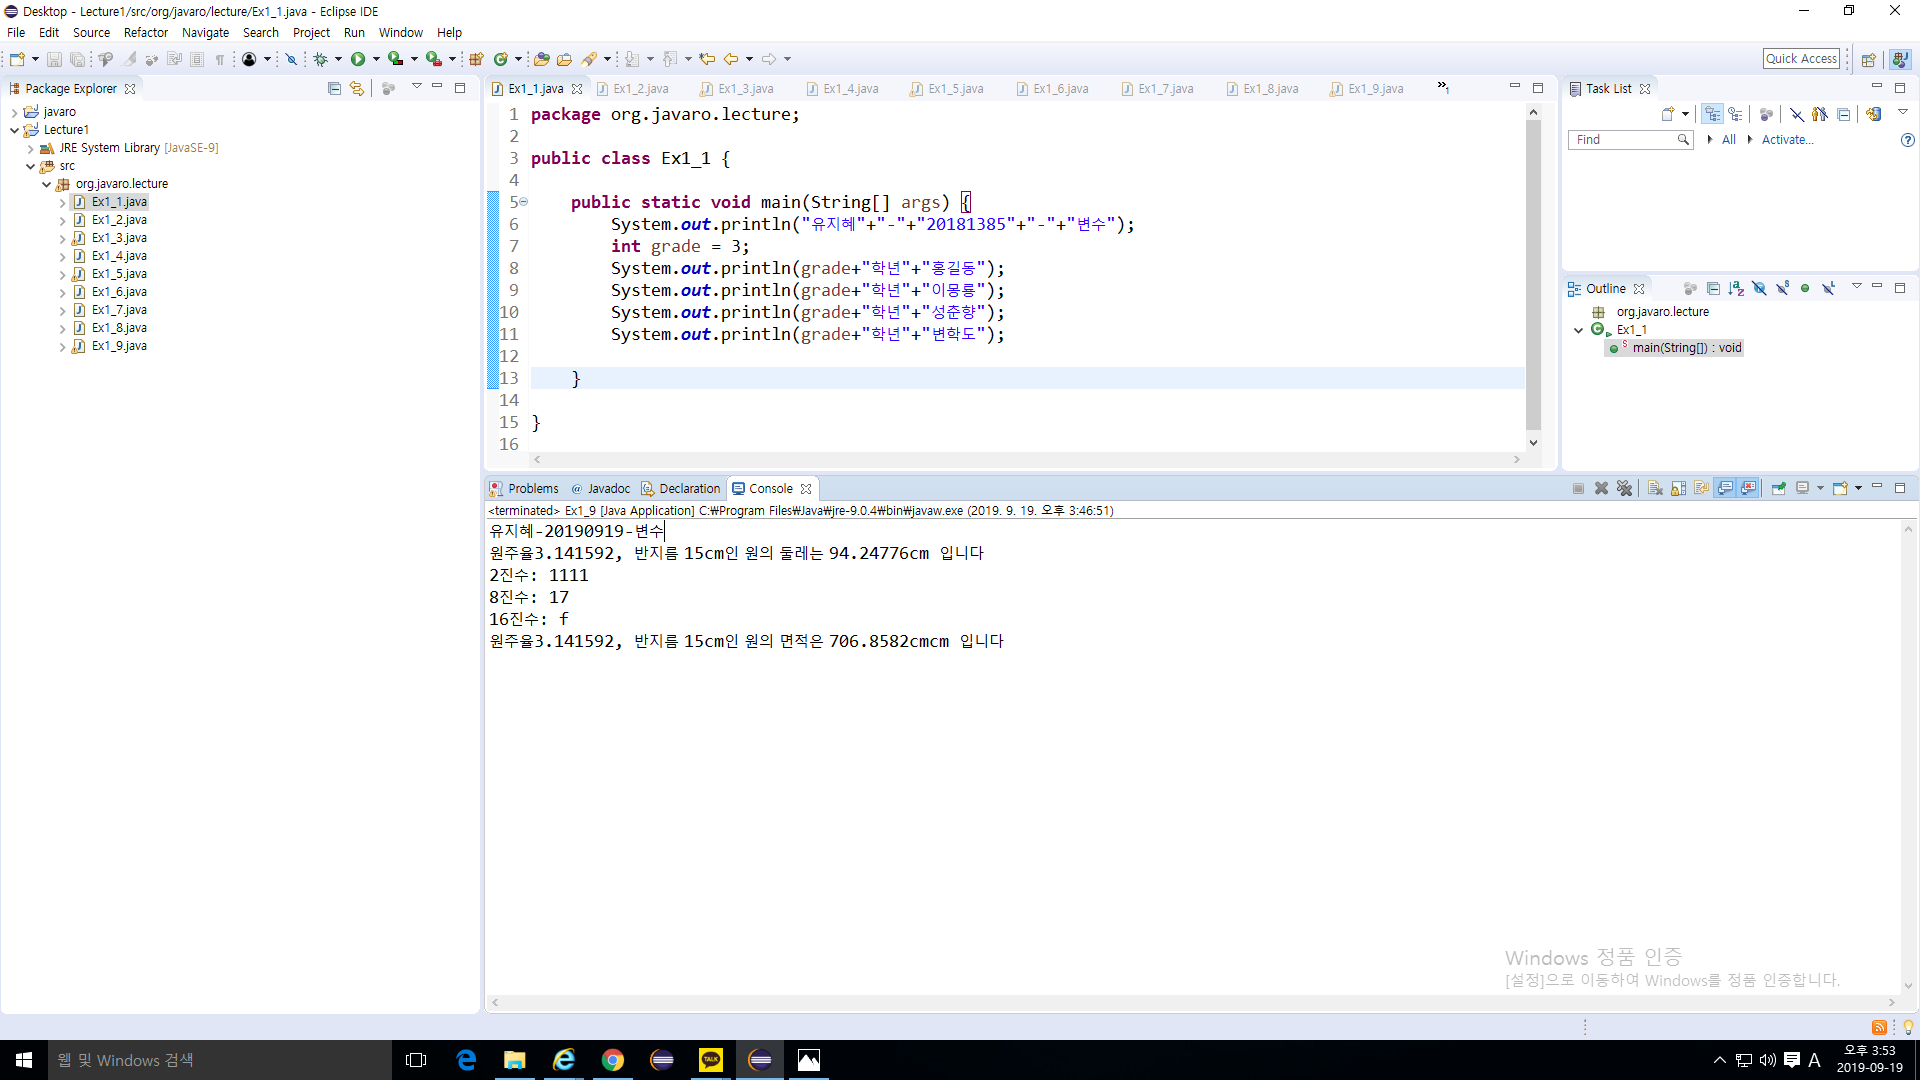 Desktop - Lecture1/src/org/javaro/lecture/Ex1_1.java - Eclipse IDE
File Edit Source Refactor Navigate Search Project Run Window Help
Quick Access
Package Explorer
javaro
Lecture1
JRE System Library [JavaSE-9]
src
org.javaro.lecture
Ex1_1.java
Ex1_2.java
Ex1_3.java
Ex1_4.java
Ex1_5.java
Ex1_6.java
Ex1_7.java
Ex1_8.java
Ex1_9.java
Ex1_1.java Ex1_2.java Ex1_3.java Ex1_4.java Ex1_5.java Ex1_6.java Ex1_7.java Ex1_8.java Ex1_9.java »1
1 package org.javaro.lecture;
2
3 public class Ex1_1 {
4
5 public static void main(String[] args) {
6 System.out.println("유지혜"+"-"+"20181385"+"-"+"변수");
7 int grade = 3;
8 System.out.println(grade+"학년"+"홍길동");
9 System.out.println(grade+"학년"+"이몽룡");
10 System.out.println(grade+"학년"+"성춘향");
11 System.out.println(grade+"학년"+"변학도");
12
13 }
14
15 }
16
Task List
Find All Activate...
Outline
org.javaro.lecture
Ex1_1
main(String[]) : void
Problems @ Javadoc Declaration Console
<terminated> Ex1_9 [Java Application] C:₩Program Files₩Java₩jre-9.0.4₩bin₩javaw.exe (2019. 9. 19. 오후 3:46:51)
유지혜-20190919-변수
원주율3.141592, 반지름 15cm인 원의 둘레는 94.24776cm 입니다
2진수: 1111
8진수: 17
16진수: f
원주율3.141592, 반지름 15cm인 원의 면적은 706.8582cmcm 입니다
Windows 정품 인증
[설정]으로 이동하여 Windows를 정품 인증합니다.
웹 및 Windows 검색
TALK
A
오후 3:53
2019-09-19